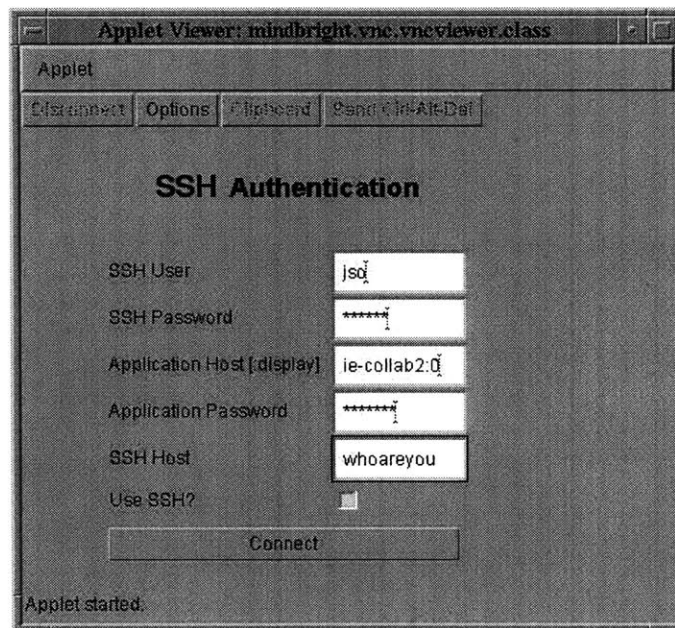 Applet Viewer: mindbright.vnc.vncviewer.class
Applet
Disconnect Options Clipboard Send Ctrl-Alt-Del
SSH Authentication
SSH User jso
SSH Password ******
Application Host [:display] ie-collab2:0
Application Password *******
SSH Host whoareyou
Use SSH?
Connect
Applet started.